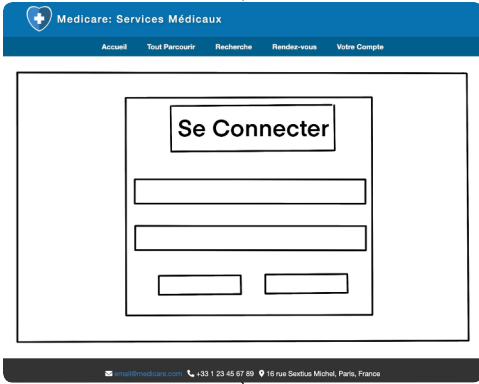 Medicare: Services Médicaux
Accueil Tout Parcourir Recherche Rendez-vous Votre Compte
Se Connecter
email@medicare.com +33 1 23 45 67 89 16 rue Sextius Michel, Paris, France